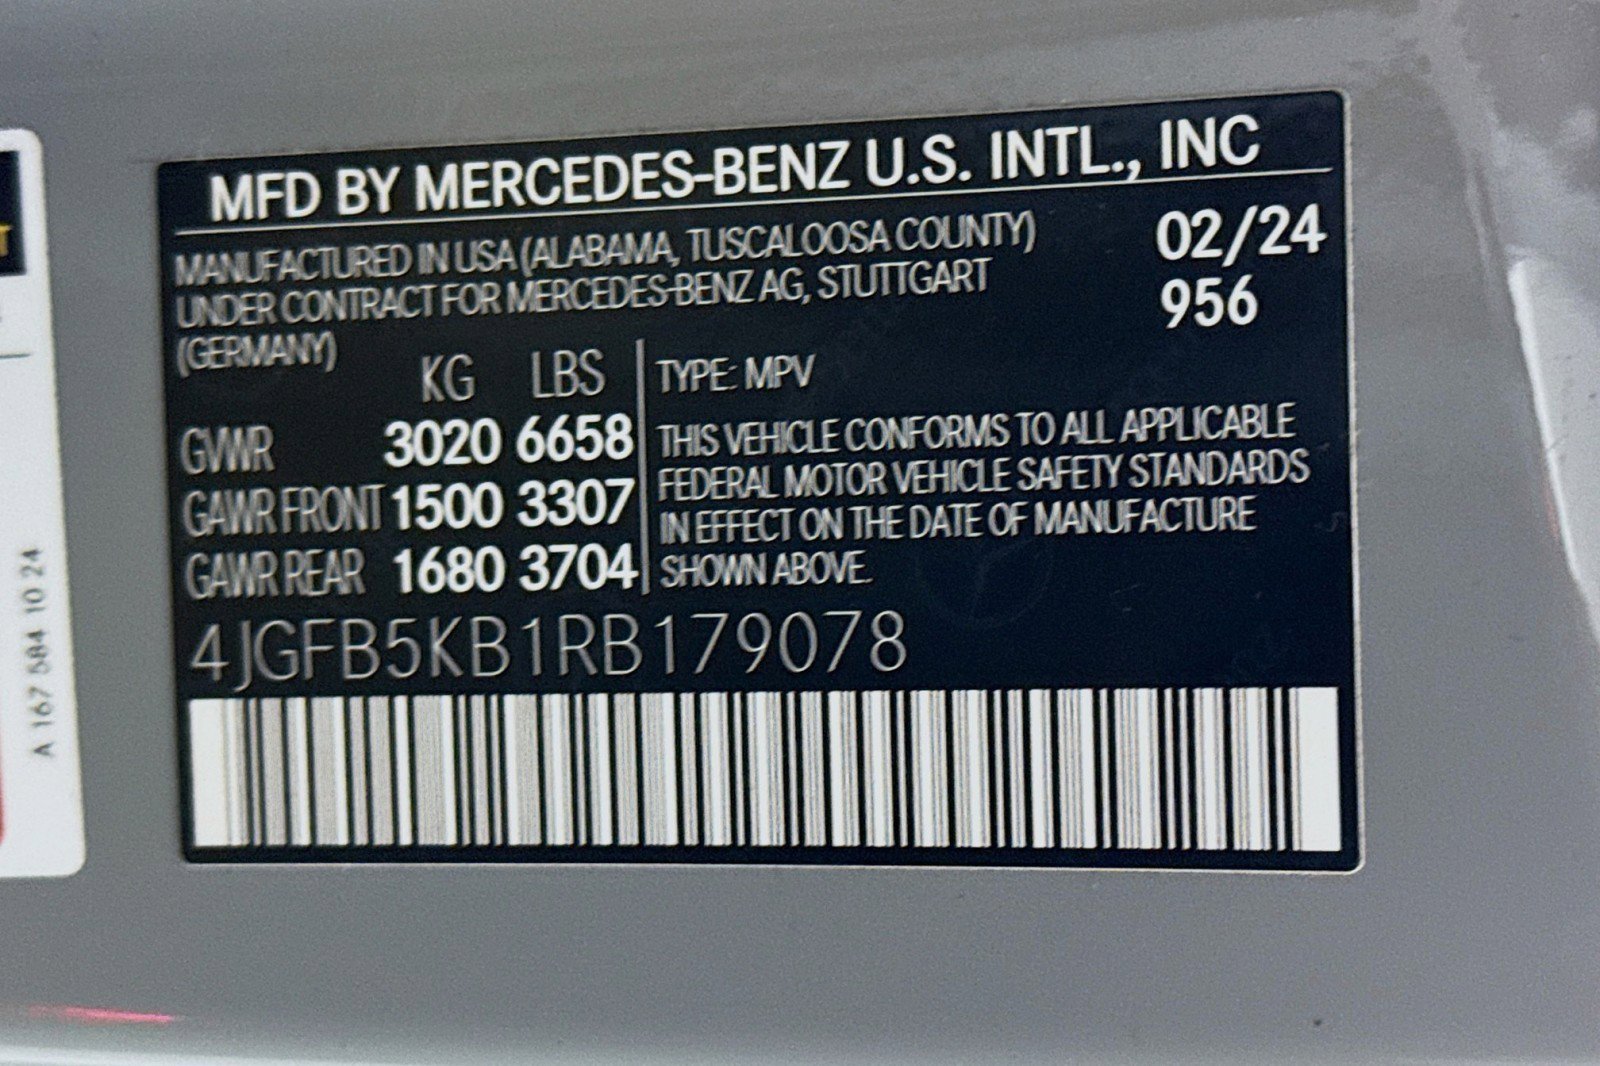 MFD BY MERCEDES-BENZ U.S. INTL., INC
MANUFACTURED IN USA (ALABAMA, TUSCALOOSA COUNTY)
UNDER CONTRACT FOR MERCEDES-BENZ AG, STUTTGART
(GERMANY)
02/24
956
KG LBS
GVWR 3020 6658
GAWR FRONT 1500 3307
GAWR REAR 1680 3704
TYPE: MPV
THIS VEHICLE CONFORMS TO ALL APPLICABLE
FEDERAL MOTOR VEHICLE SAFETY STANDARDS
IN EFFECT ON THE DATE OF MANUFACTURE
SHOWN ABOVE.
4JGFB5KB1RB179078
A 167 584 10 24